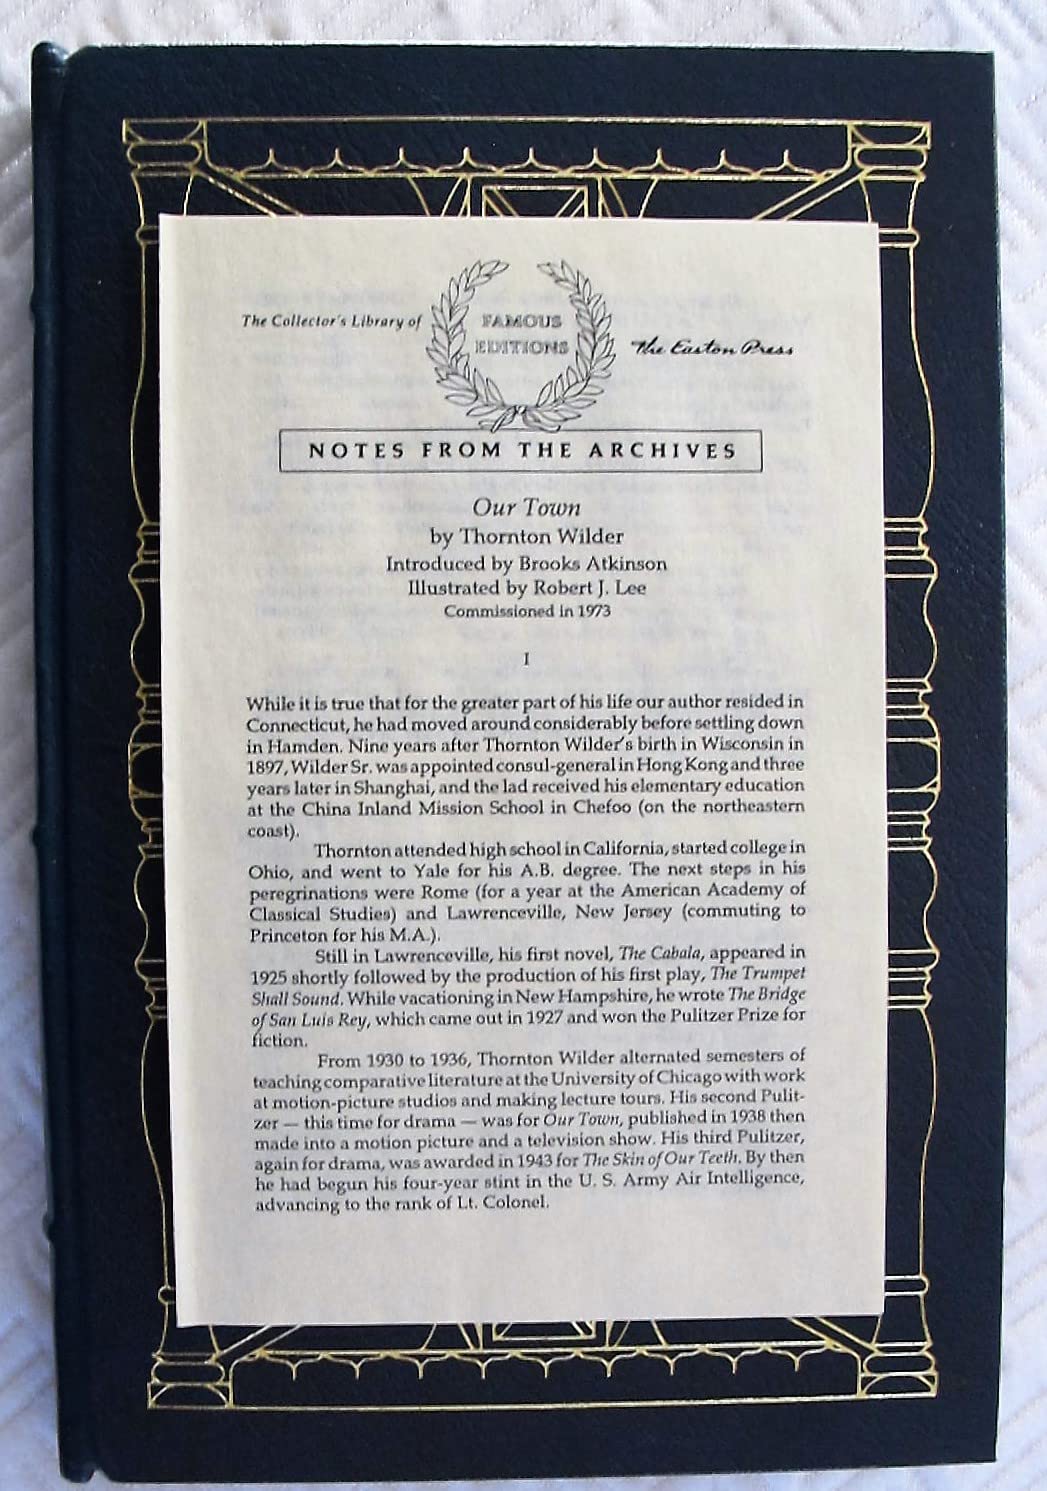 The Collector's Library of
FAMOUS
EDITIONS
The Easton Press
NOTES FROM THE ARCHIVES
Our Town
by Thornton Wilder
Introduced by Brooks Atkinson
Illustrated by Robert J. Lee
Commissioned in 1973
I
While it is true that for the greater part of his life our author resided in
Connecticut, he had moved around considerably before settling down
in Hamden. Nine years after Thornton Wilder's birth in Wisconsin in
1897, Wilder Sr. was appointed consul-general in Hong Kong and three
years later in Shanghai, and the lad received his elementary education
at the China Inland Mission School in Chefoo (on the northeastern
coast).
Thornton attended high school in California, started college in
Ohio, and went to Yale for his A.B. degree. The next steps in his
peregrinations were Rome (for a year at the American Academy of
Classical Studies) and Lawrenceville, New Jersey (commuting to
Princeton for his M.A.).
Still in Lawrenceville, his first novel, The Cabala, appeared in
1925 shortly followed by the production of his first play, The Trumpet
Shall Sound. While vacationing in New Hampshire, he wrote The Bridge
of San Luis Rey, which came out in 1927 and won the Pulitzer Prize for
fiction.
From 1930 to 1936, Thornton Wilder alternated semesters of
teaching comparative literature at the University of Chicago with work
at motion-picture studios and making lecture tours. His second Pulit-
zer — this time for drama — was for Our Town, published in 1938 then
made into a motion picture and a television show. His third Pulitzer,
again for drama, was awarded in 1943 for The Skin of Our Teeth. By then
he had begun his four-year stint in the U. S. Army Air Intelligence,
advancing to the rank of Lt. Colonel.